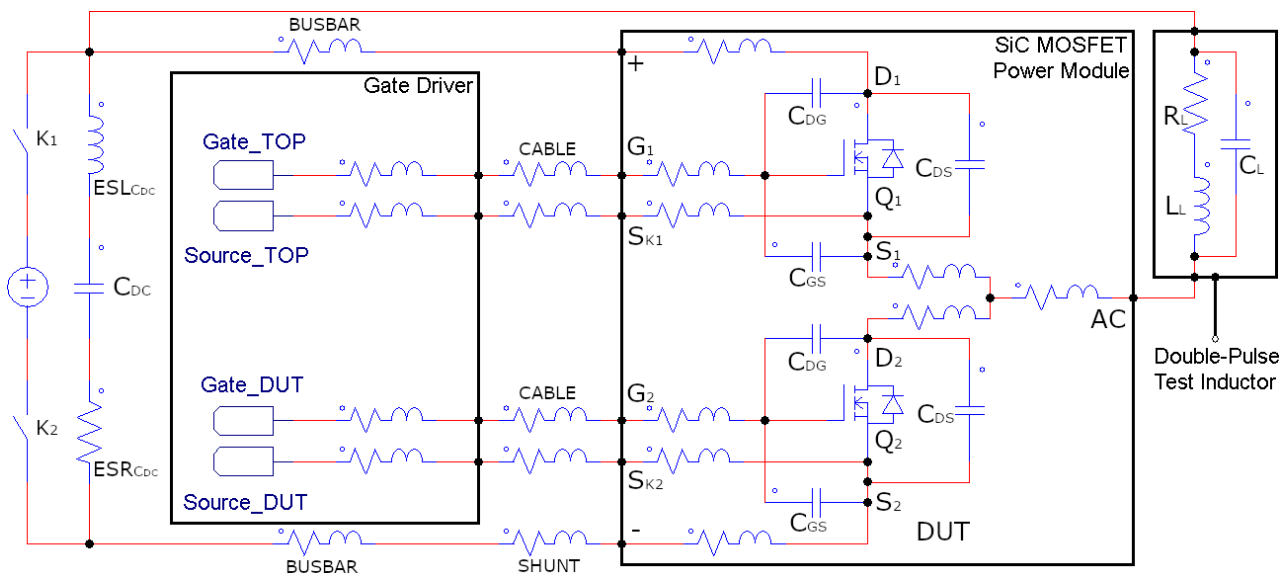 BUSBAR
SiC MOSFET
Power Module
+
Gate Driver
D1
CDG
RL
K1
Gate_TOP
CABLE
G1
CL
CDS
ESLCDC
Q1
LL
Source_TOP
SK1
S1
CGS
CDC
AC
CDG
D2
Double-Pulse
Test Inductor
Gate_DUT
CABLE
G2
K2
CDS
Q2
ESRCDC
SK2
Source_DUT
S2
CGS
-
DUT
BUSBAR
SHUNT